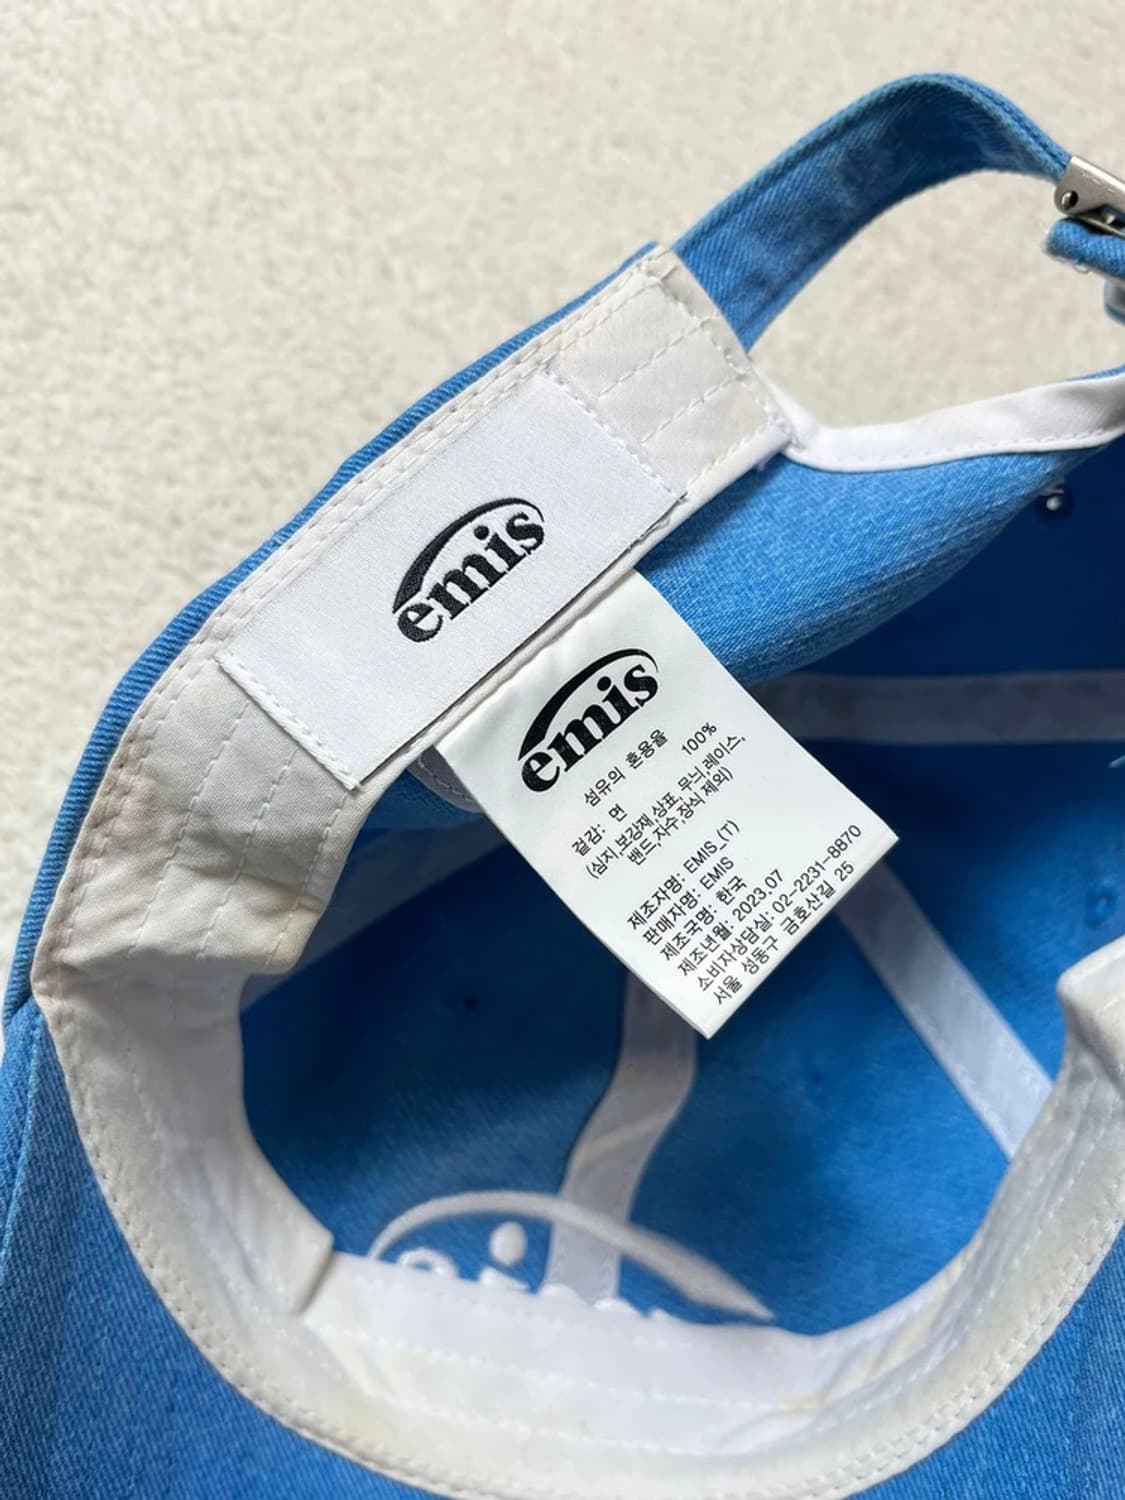 emis
emis
섬유의 혼용율
겉감: 면 100%
(심지,보강재,상표,무늬,레이스,
밴드,자수,장식 제외)
제조자명: EMIS_(T)
판매자명: EMIS
제조국명: 한국
제조년월: 2023.07
소비자상담실: 02-2231-8870
서울 성동구 금호산길 25